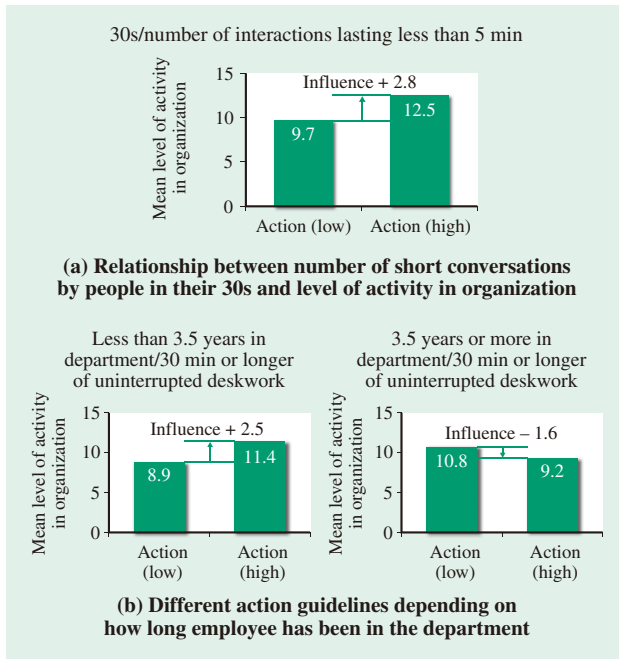 30s/number of interactions lasting less than 5 min
Mean level of activity
in organization
15
10
5
0
Influence + 2.8
9.7
12.5
Action (low)
Action (high)
(a) Relationship between number of short conversations
by people in their 30s and level of activity in organization
Less than 3.5 years in
department/30 min or longer
of uninterrupted deskwork
Mean level of activity
in organization
15
10
5
0
Influence + 2.5
8.9
11.4
Action
(low)
Action
(high)
3.5 years or more in
department/30 min or longer
of uninterrupted deskwork
Mean level of activity
in organization
15
10
5
0
Influence – 1.6
10.8
9.2
Action
(low)
Action
(high)
(b) Different action guidelines depending on
how long employee has been in the department